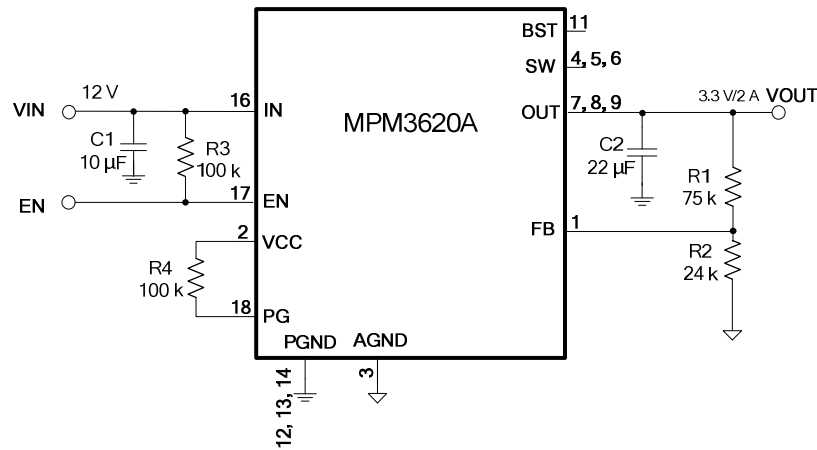 BST
11
SW
4, 5, 6
12 V
VIN
16
IN
OUT
7, 8, 9
3.3 V/2 A
VOUT
MPM3620A
C1
10 µF
R3
100 k
C2
22 µF
R1
75 k
EN
17
EN
2
VCC
FB
1
R2
24 k
R4
100 k
18
PG
PGND
AGND
12, 13, 14
3